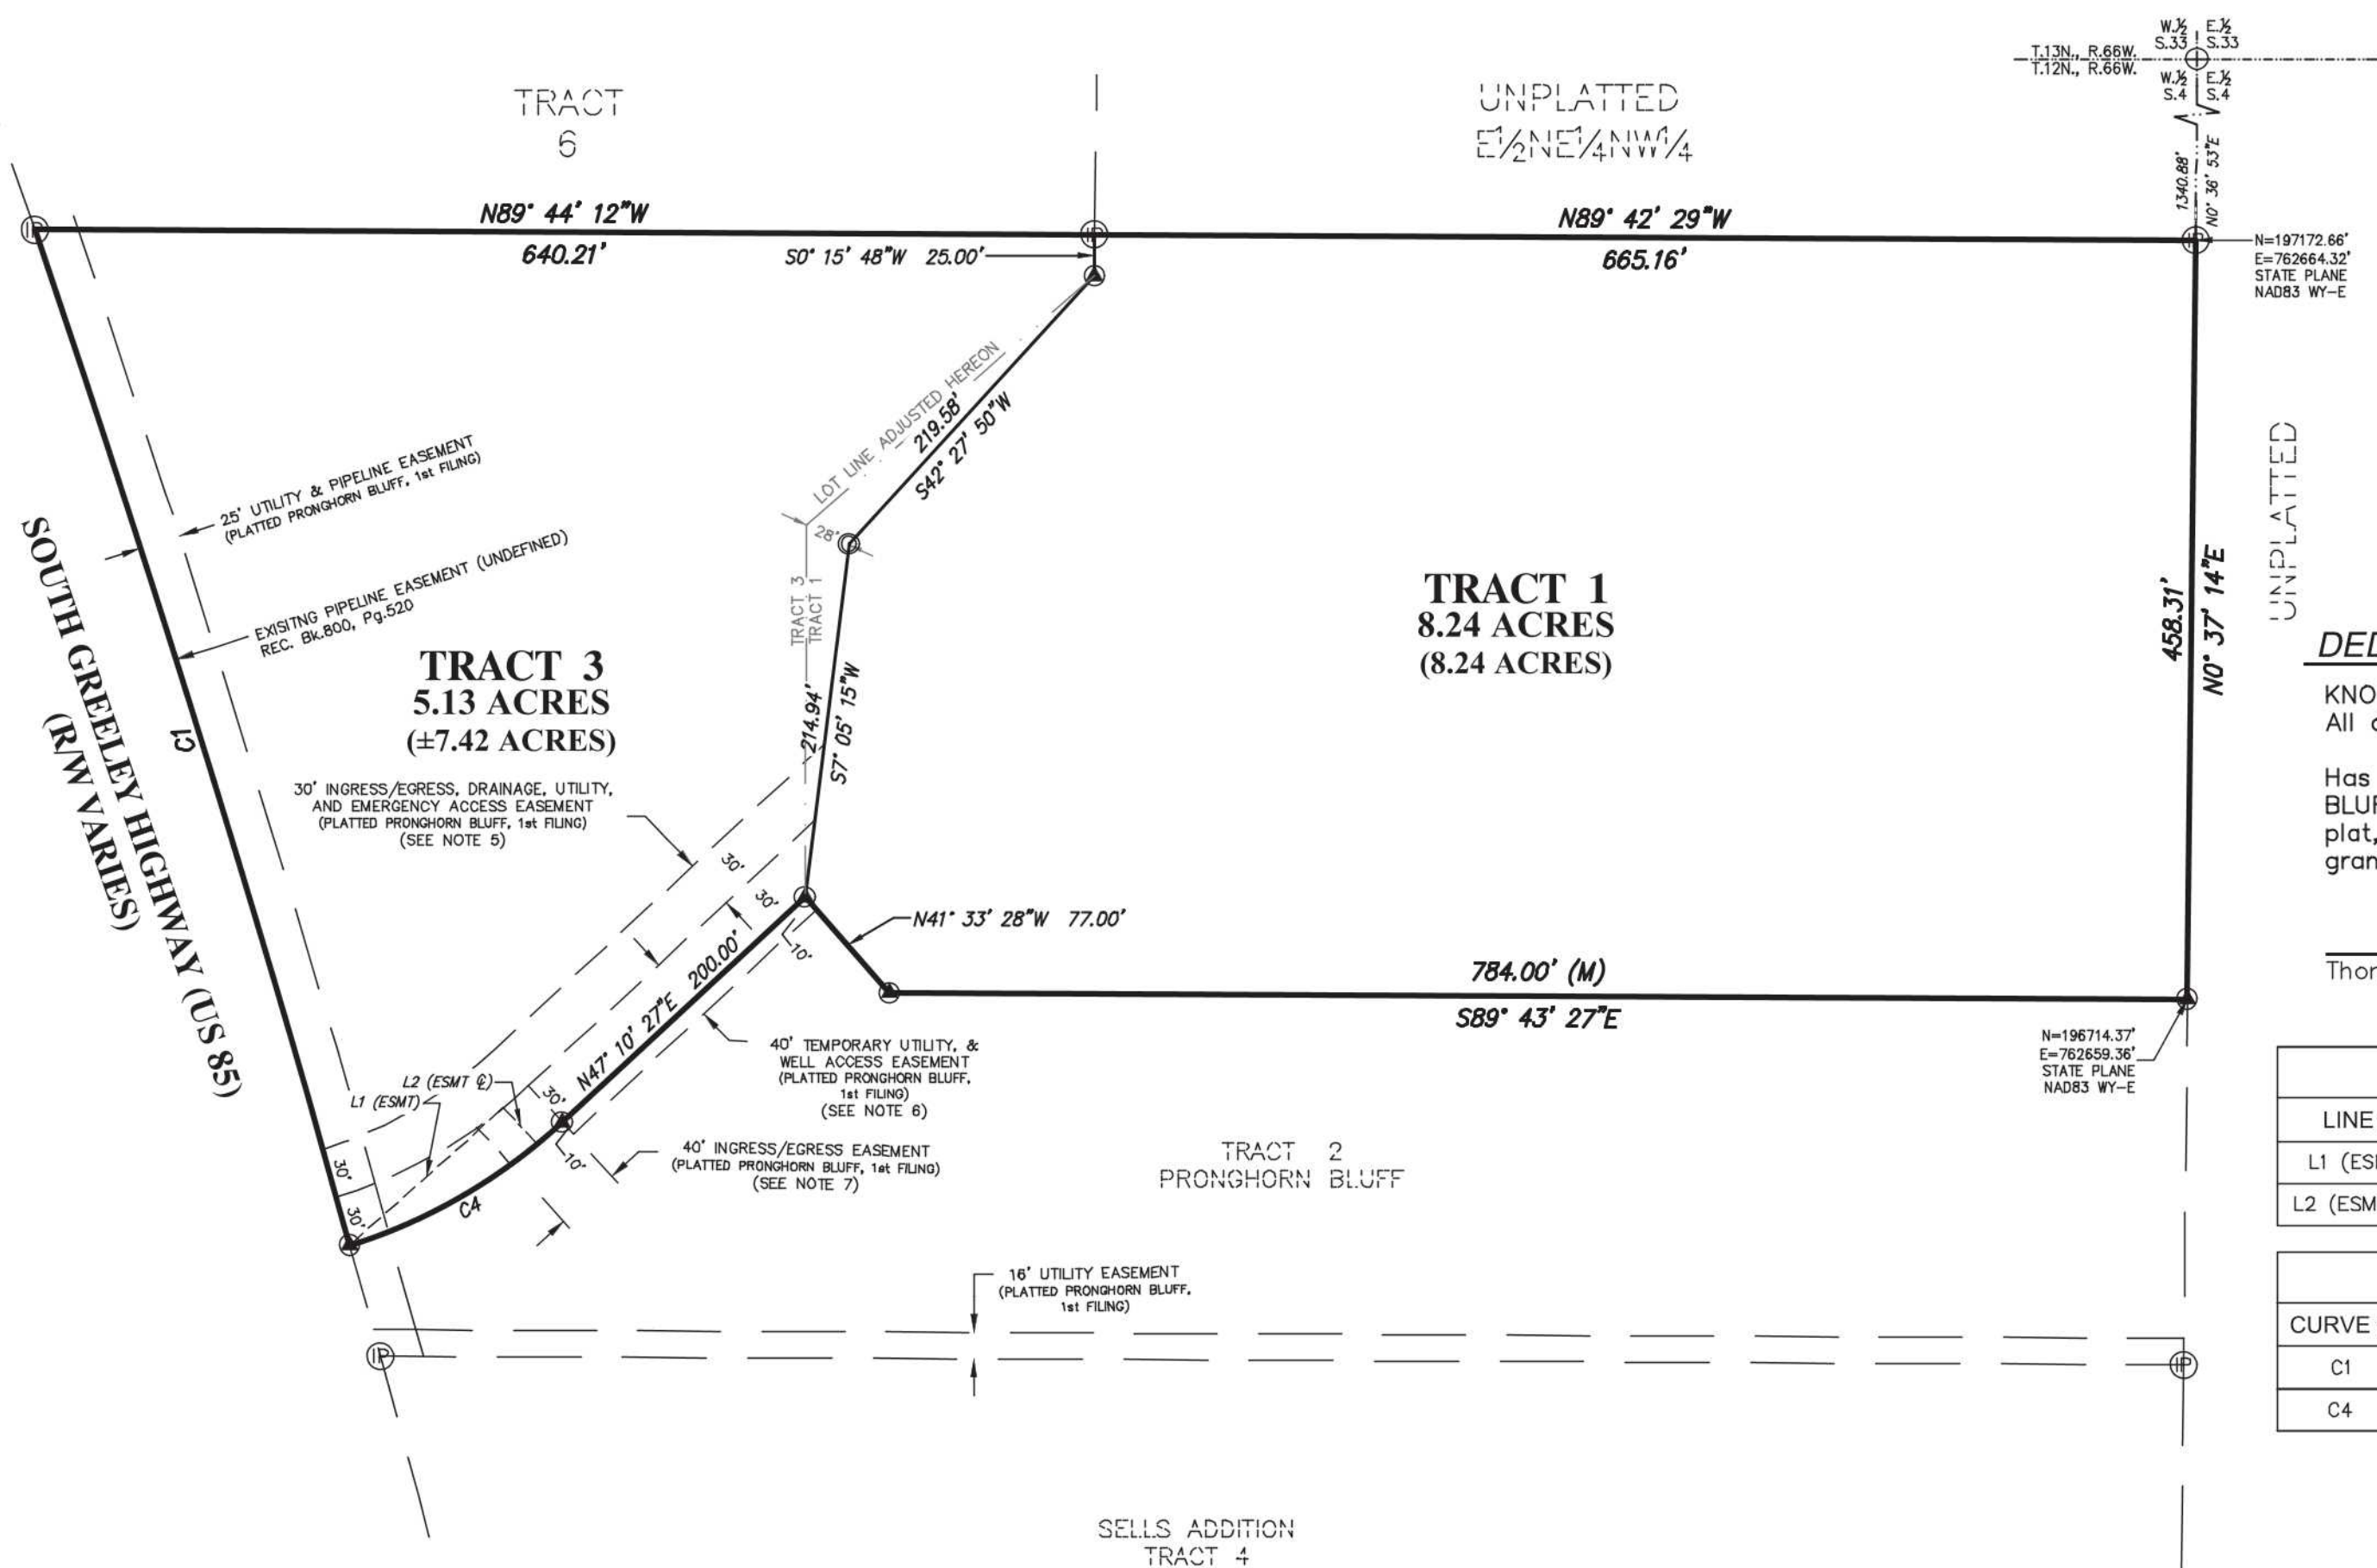 W.½ E.½
S.33 S.33
T.13N., R.66W.
T.12N., R.66W.
W.½ E.½
S.4 S.4
1340.88'
N0° 36' 53"E
TRACT
6
UNPLATTED
E½NE¼NW¼
IP
N89° 44' 12"W
640.21'
S0° 15' 48"W 25.00'
IP
N89° 42' 29"W
665.16'
IP
N=197172.66'
E=762664.32'
STATE PLANE
NAD83 WY-E
LOT LINE ADJUSTED HEREON
219.58'
S42° 27' 50"W
28'
25' UTILITY & PIPELINE EASEMENT
(PLATTED PRONGHORN BLUFF, 1st FILING)
EXISITNG PIPELINE EASEMENT (UNDEFINED)
REC. Bk.800, Pg.520
SOUTH GREELEY HIGHWAY (US 85)
(R/W VARIES)
C1
TRACT 3
5.13 ACRES
(±7.42 ACRES)
TRACT 3
TRACT 1
214.94'
S7° 05' 15"W
TRACT 1
8.24 ACRES
(8.24 ACRES)
458.31'
N0° 37' 14"E
UNPLATTED
DED
KNO
All
Has
BLUF
plat,
gran
Thor
30' INGRESS/EGRESS, DRAINAGE, UTILITY,
AND EMERGENCY ACCESS EASEMENT
(PLATTED PRONGHORN BLUFF, 1st FILING)
(SEE NOTE 5)
30'
30'
N41° 33' 28"W 77.00'
10'
784.00' (M)
S89° 43' 27"E
N47° 10' 27"E 200.00'
40' TEMPORARY UTILITY, &
WELL ACCESS EASEMENT
(PLATTED PRONGHORN BLUFF,
1st FILING)
(SEE NOTE 6)
N=196714.37'
E=762659.36'
STATE PLANE
NAD83 WY-E
L2 (ESMT ℄)
L1 (ESMT)
30'
10'
40' INGRESS/EGRESS EASEMENT
(PLATTED PRONGHORN BLUFF, 1st FILING)
(SEE NOTE 7)
30'
30'
C4
TRACT 2
PRONGHORN BLUFF
LINE
L1 (ES
L2 (ESM
16' UTILITY EASEMENT
(PLATTED PRONGHORN BLUFF,
1st FILING)
IP
IP
CURVE
C1
C4
SELLS ADDITION
TRACT 4